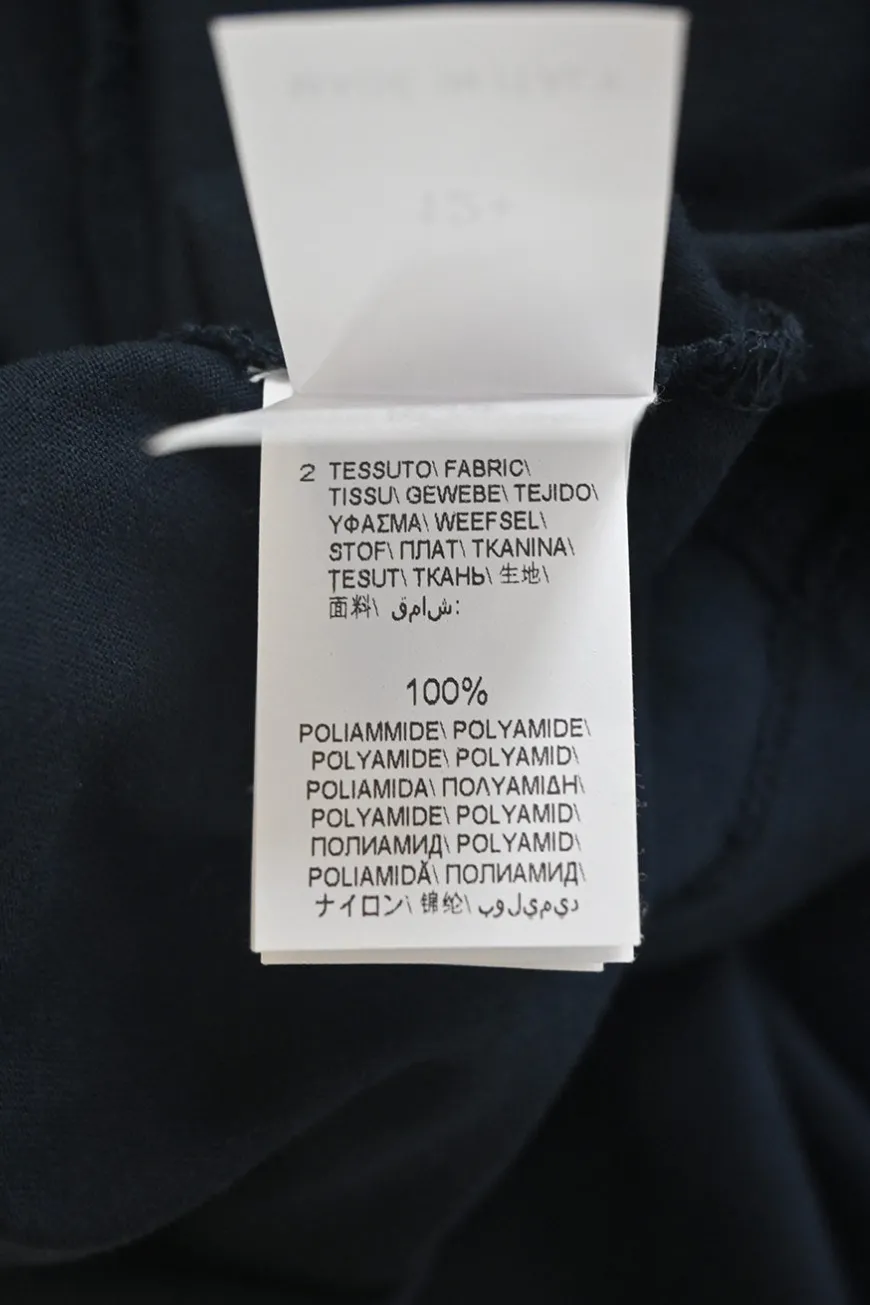 2 TESSUTO\ FABRIC\
TISSU\ GEWEBE\ TEJIDO\
ΥΦΑΣΜΑ\ WEEFSEL\
STOF\ ПЛАТ\ TKANINA\
ȚESUT\ ТКАНЬ\ 生地\
面料\ قماش:
100%
POLIAMMIDE\ POLYAMIDE\
POLYAMIDE\ POLYAMID\
POLIAMIDA\ ΠΟΛΥΑΜΙΔΗ\
POLYAMIDE\ POLYAMID\
ПОЛИАМИД\ POLYAMID\
POLIAMIDĂ\ ПОЛИАМИД\
ナイロン\ 锦纶\ بوليميد